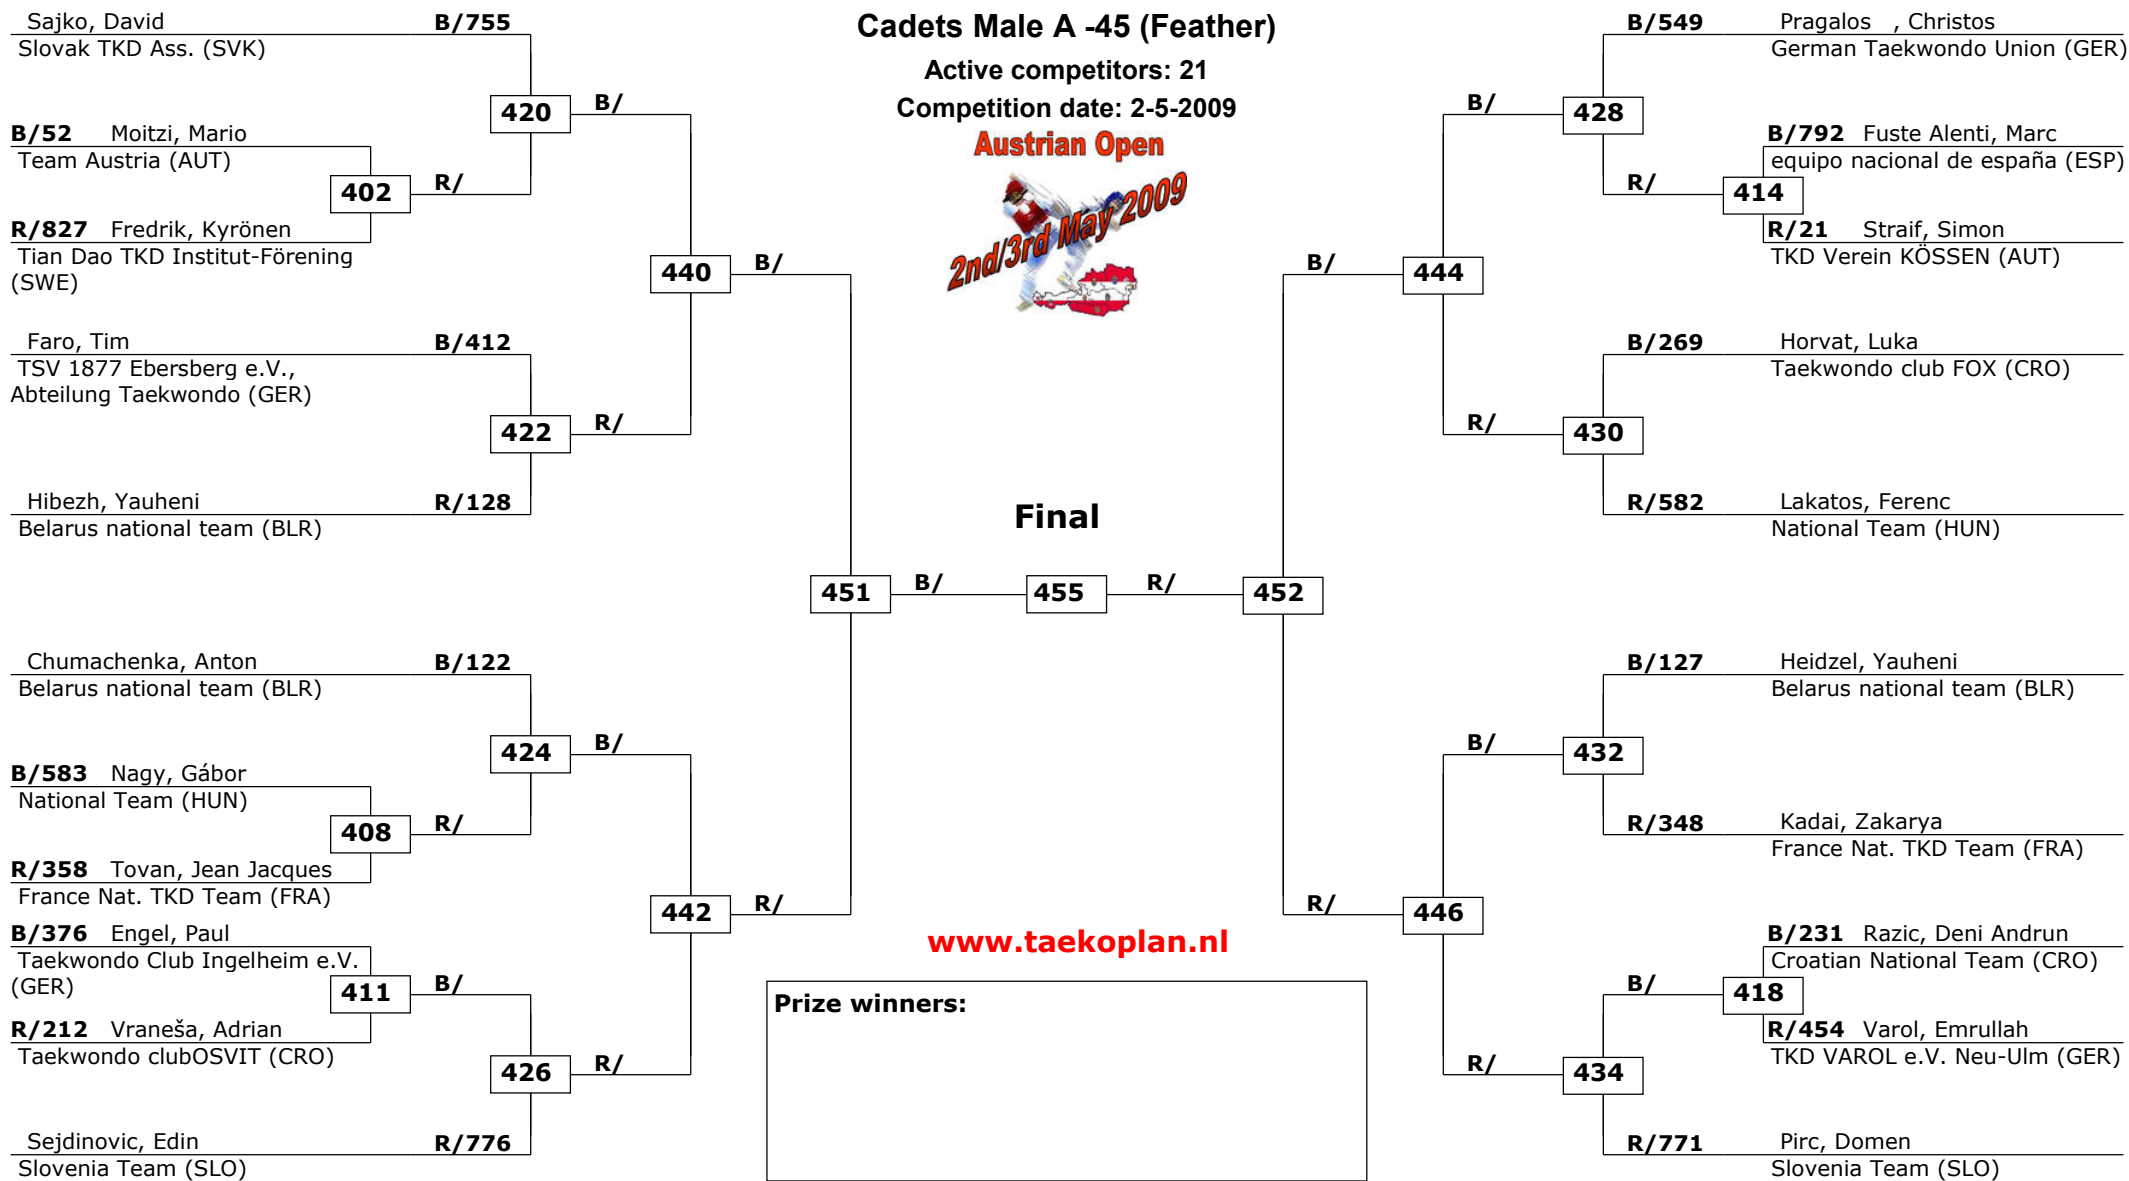 Cadets Male A -45 (Feather)
Active competitors: 21
Competition date: 2-5-2009
Austrian Open
2nd/3rd May 2009
Sajko, David B/755
Slovak TKD Ass. (SVK)
420 B/
B/52 Moitzi, Mario
Team Austria (AUT)
402 R/
R/827 Fredrik, Kyrönen
Tian Dao TKD Institut-Förening
(SWE)
440 B/
Faro, Tim B/412
TSV 1877 Ebersberg e.V.,
Abteilung Taekwondo (GER)
422 R/
Hibezh, Yauheni R/128
Belarus national team (BLR)
451 B/
Chumachenka, Anton B/122
Belarus national team (BLR)
424 B/
B/583 Nagy, Gábor
National Team (HUN)
408 R/
R/358 Tovan, Jean Jacques
France Nat. TKD Team (FRA)
442 R/
B/376 Engel, Paul
Taekwondo Club Ingelheim e.V.
(GER)
411 B/
R/212 Vraneša, Adrian
Taekwondo clubOSVIT (CRO)
426 R/
Sejdinovic, Edin R/776
Slovenia Team (SLO)
Final
455
B/549 Pragalos , Christos
German Taekwondo Union (GER)
B/ 428
B/792 Fuste Alenti, Marc
equipo nacional de españa (ESP)
R/ 414
R/21 Straif, Simon
TKD Verein KÖSSEN (AUT)
B/ 444
B/269 Horvat, Luka
Taekwondo club FOX (CRO)
R/ 430
R/582 Lakatos, Ferenc
National Team (HUN)
R/ 452
B/127 Heidzel, Yauheni
Belarus national team (BLR)
B/ 432
R/348 Kadai, Zakarya
France Nat. TKD Team (FRA)
R/ 446
B/231 Razic, Deni Andrun
Croatian National Team (CRO)
B/ 418
R/454 Varol, Emrullah
TKD VAROL e.V. Neu-Ulm (GER)
R/ 434
R/771 Pirc, Domen
Slovenia Team (SLO)
www.taekoplan.nl
Prize winners: